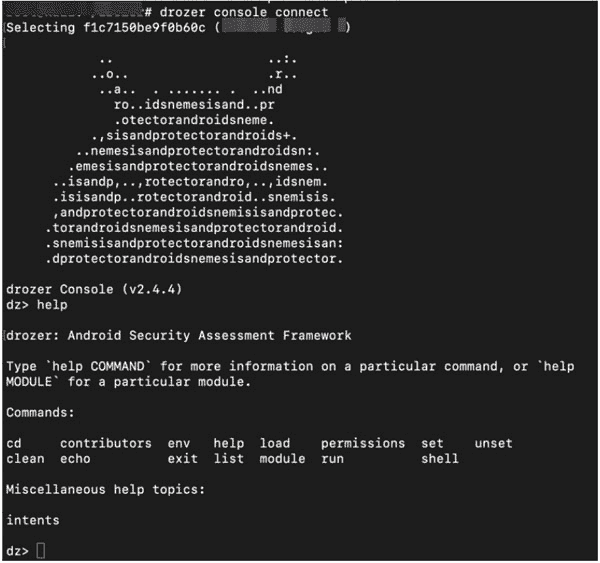 # drozer console connect
Selecting f1c7150be9f0b60c (
)
..                    ..:.
..o..                  .r..
..a..  . ....... .  ..nd
ro..idsnemesisand..pr
.otectorandroidsneme.
.,sisandprotectorandroids+.
..nemesisandprotectorandroidsn:.
.emesisandprotectorandroidsnemes..
..isandp,..,rotectorandro,..,idsnem.
.isisandp..rotectorandroid..snemisis.
,andprotectorandroidsnemisisandprotec.
.torandroidsnemesisandprotectorandroid.
.snemisisandprotectorandroidsnemesisan:
.dprotectorandroidsnemesisandprotector.
drozer Console (v2.4.4)
dz> help
drozer: Android Security Assessment Framework
Type `help COMMAND` for more information on a particular command, or `help
MODULE` for a particular module.
Commands:
cd     contributors  env   help  load    permissions  set    unset
clean  echo          exit  list  module  run          shell
Miscellaneous help topics:
intents
dz>